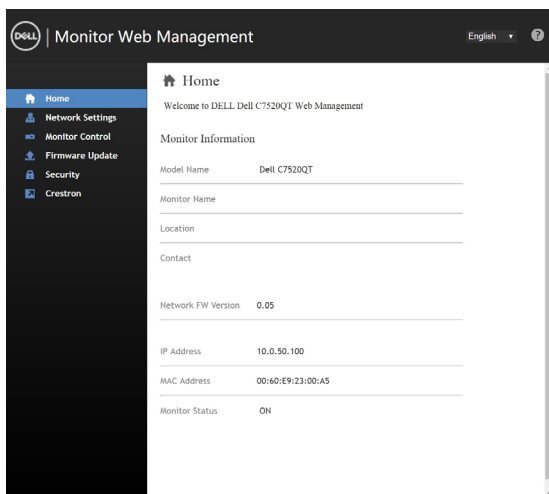 DELL | Monitor Web Management
English
?
Home
Network Settings
Monitor Control
Firmware Update
Security
Crestron
Home
Welcome to DELL Dell C7520QT Web Management
Monitor Information
Model Name Dell C7520QT
Monitor Name
Location
Contact
Network FW Version 0.05
IP Address 10.0.50.100
MAC Address 00:60:E9:23:00:A5
Monitor Status ON